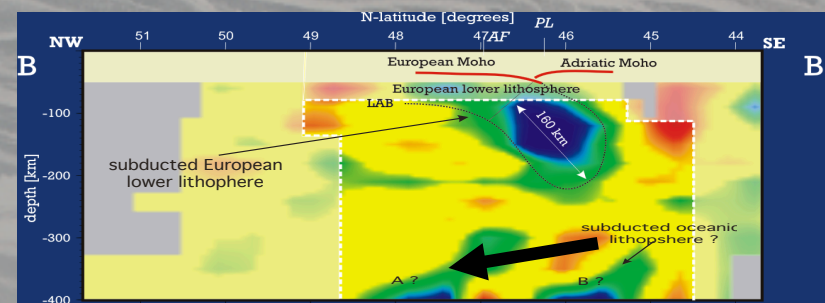 N-latitude [degrees]
PL
51 50 49 48 47 AF 46 45 44
NW
SE
B
B
European Moho
Adriatic Moho
European lower lithosphere
LAB
-100
160 km
subducted European
lower lithophere
depth [km]
-200
subducted oceanic
lithopshere ?
-300
A ?
B ?
-400